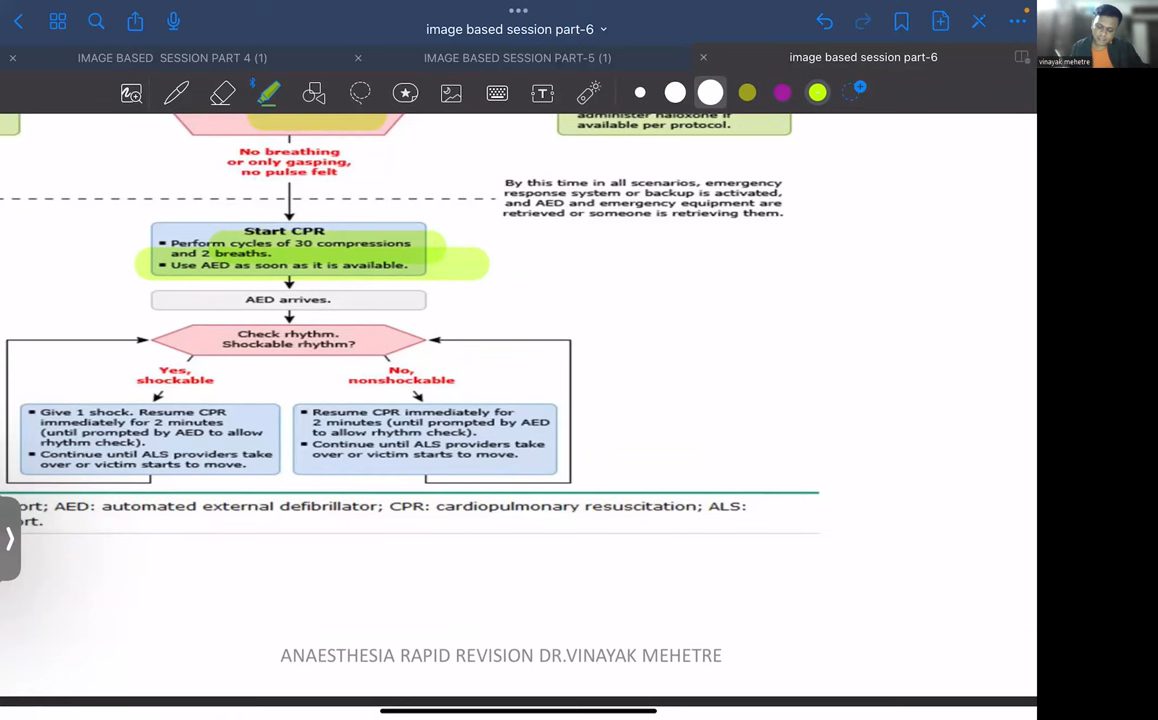 image based session part-6
IMAGE BASED SESSION PART 4 (1)
IMAGE BASED SESSION PART-5 (1)
image based session part-6
vinayak mehetre
administer naloxone if
available per protocol.
No breathing
or only gasping,
no pulse felt
By this time in all scenarios, emergency
response system or backup is activated,
and AED and emergency equipment are
retrieved or someone is retrieving them.
Start CPR
▪ Perform cycles of 30 compressions
and 2 breaths.
▪ Use AED as soon as it is available.
AED arrives.
Check rhythm.
Shockable rhythm?
Yes,
shockable
No,
nonshockable
▪ Give 1 shock. Resume CPR
immediately for 2 minutes
(until prompted by AED to allow
rhythm check).
▪ Continue until ALS providers take
over or victim starts to move.
▪ Resume CPR immediately for
2 minutes (until prompted by AED
to allow rhythm check).
▪ Continue until ALS providers take
over or victim starts to move.
ort; AED: automated external defibrillator; CPR: cardiopulmonary resuscitation; ALS:
ort.
ANAESTHESIA RAPID REVISION DR.VINAYAK MEHETRE